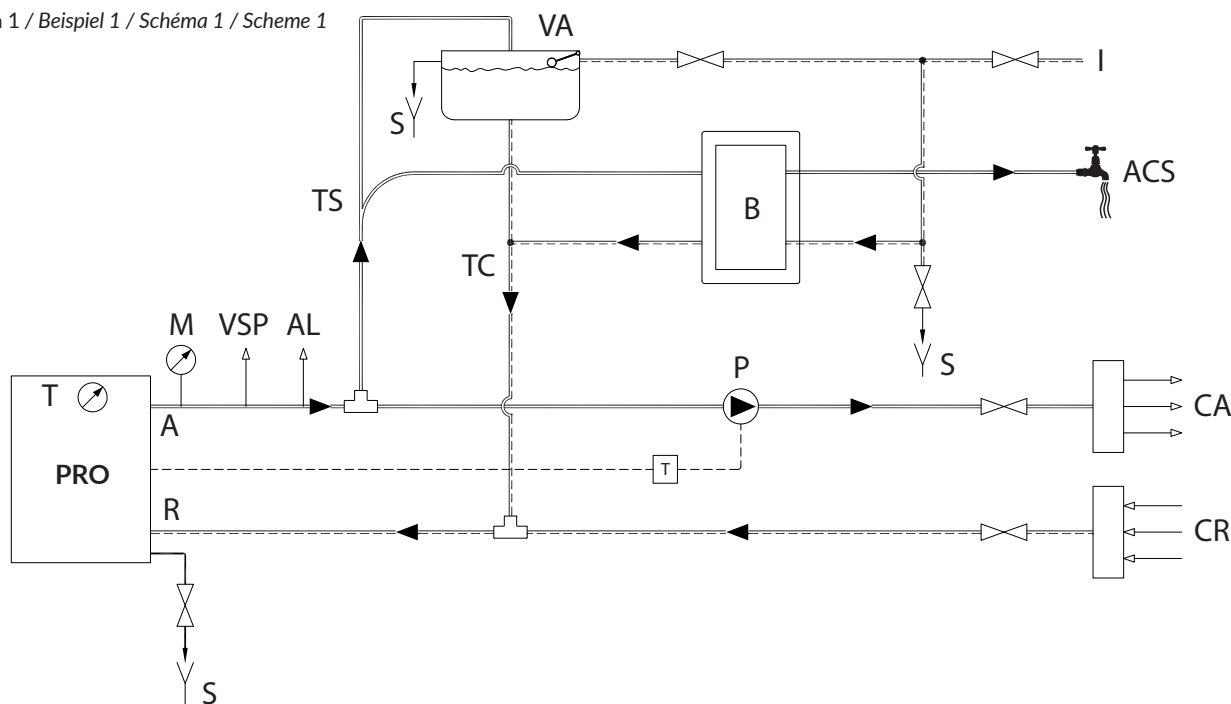 1 / Beispiel 1 / Schéma 1 / Scheme 1
VA
I
S
ACS
TS
B
TC
M VSP AL
S
P
T
A
CA
PRO
T
R
CR
S